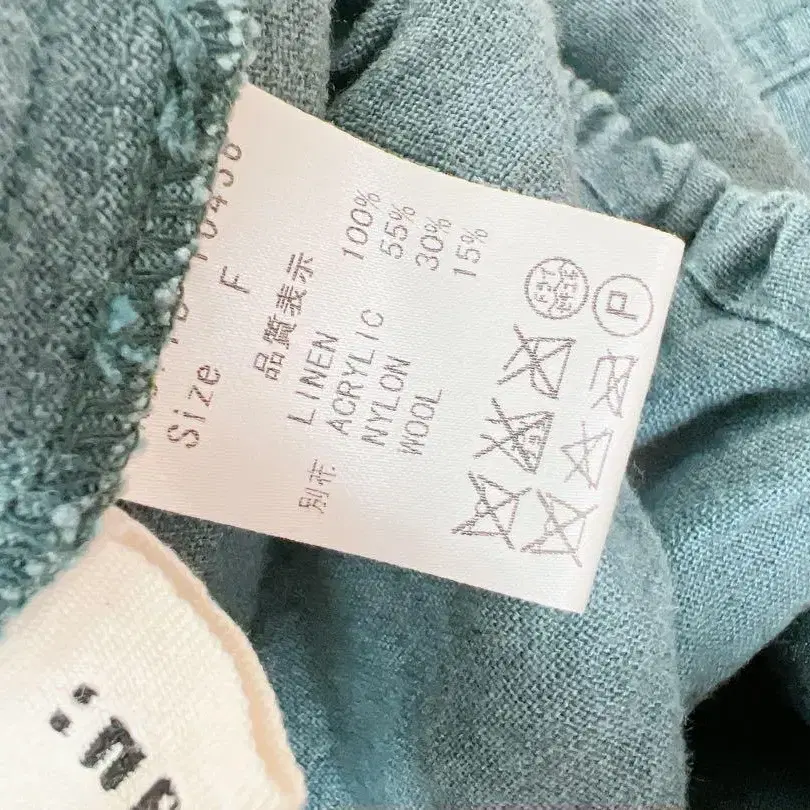 Size F
品質表示
LINEN 100%
別布 ACRYLIC 55%
NYLON 30%
WOOL 15%
P